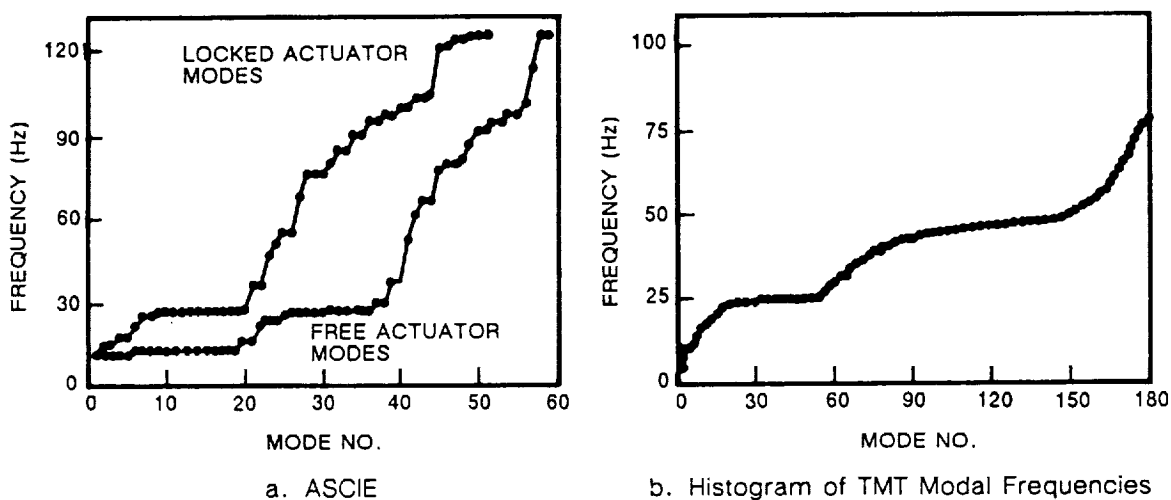 LOCKED ACTUATOR
MODES
FREE ACTUATOR
MODES
FREQUENCY (Hz)
120
90
60
30
0
0 10 20 30 40 50 60
MODE NO.
a. ASCIE
FREQUENCY (Hz)
100
75
50
25
0
0 30 60 90 120 150 180
MODE NO.
b. Histogram of TMT Modal Frequencies